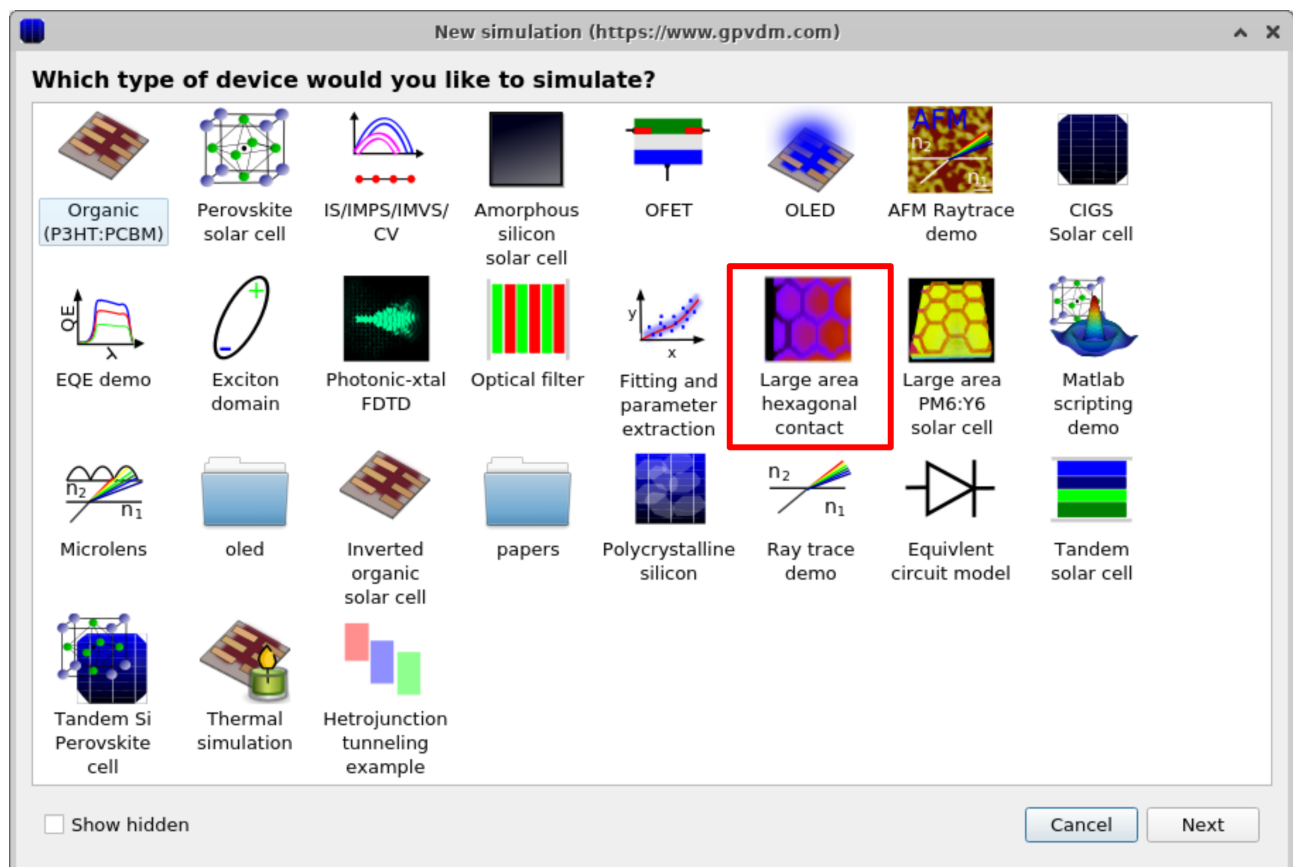 New simulation (https://www.gpvdm.com)
Which type of device would you like to simulate?
AFM
n2
n1
Organic
(P3HT:PCBM)
Perovskite
solar cell
IS/IMPS/IMVS/
CV
Amorphous
silicon
solar cell
OFET
OLED
AFM Raytrace
demo
CIGS
Solar cell
QE
λ
+
-
y
x
EQE demo
Exciton
domain
Photonic-xtal
FDTD
Optical filter
Fitting and
parameter
extraction
Large area
hexagonal
contact
Large area
PM6:Y6
solar cell
Matlab
scripting
demo
n2
n1
n2
n1
Microlens
oled
Inverted
organic
solar cell
papers
Polycrystalline
silicon
Ray trace
demo
Equivlent
circuit model
Tandem
solar cell
Tandem Si
Perovskite
cell
Thermal
simulation
Hetrojunction
tunneling
example
Show hidden
Cancel
Next